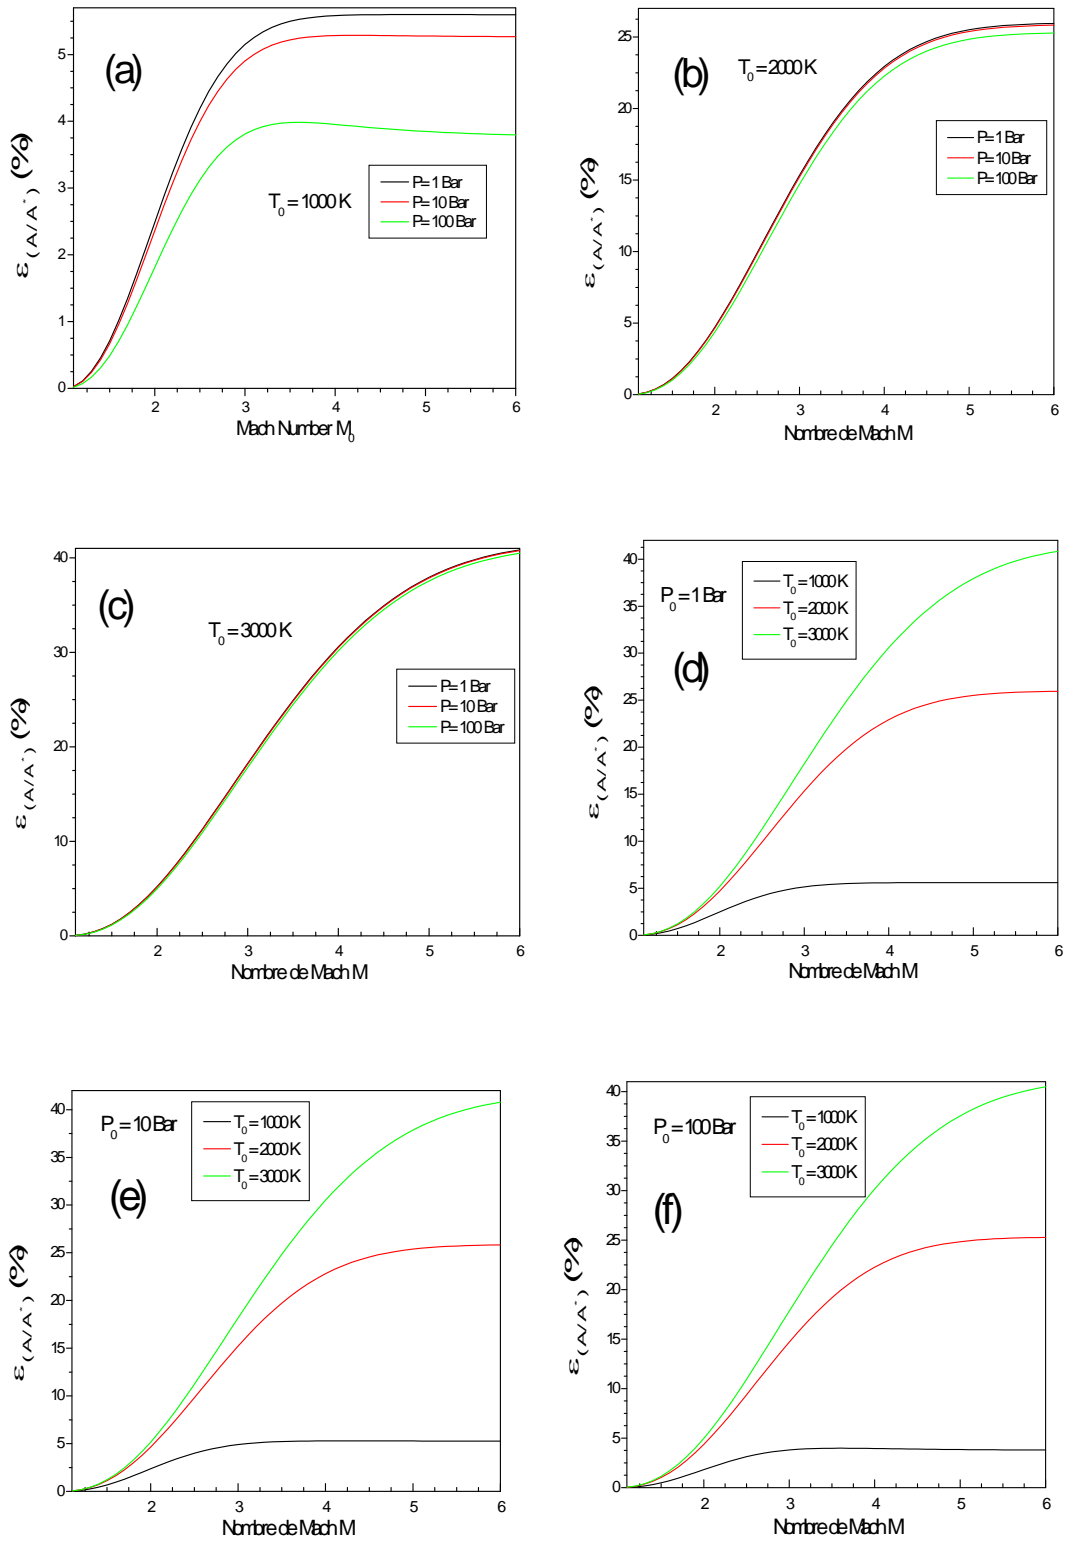 (a)
T₀ = 1000 K
P= 1 Bar
P= 10 Bar
P= 100 Bar
ε (A/A*) (%)
0
1
2
3
4
5
2 3 4 5 6
Mach Number M₀
(b)
T₀ = 2000 K
P= 1 Bar
P= 10 Bar
P= 100 Bar
ε (A/A*) (%)
0
5
10
15
20
25
2 3 4 5 6
Nombre de Mach M
(c)
T₀ = 3000 K
P= 1 Bar
P= 10 Bar
P= 100 Bar
ε (A/A*) (%)
0
10
20
30
40
2 3 4 5 6
Nombre de Mach M
(d)
P₀ = 1 Bar
T₀ = 1000 K
T₀ = 2000 K
T₀ = 3000 K
ε (A/A*) (%)
0
5
10
15
20
25
30
35
40
2 3 4 5 6
Nombre de Mach M
(e)
P₀ = 10 Bar
T₀ = 1000 K
T₀ = 2000 K
T₀ = 3000 K
ε (A/A*) (%)
0
5
10
15
20
25
30
35
40
2 3 4 5 6
Nombre de Mach M
(f)
P₀ = 100 Bar
T₀ = 1000 K
T₀ = 2000 K
T₀ = 3000 K
ε (A/A*) (%)
0
5
10
15
20
25
30
35
40
2 3 4 5 6
Nombre de Mach M